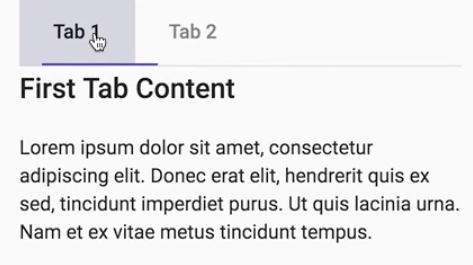 Tab 1 Tab 2
First Tab Content
Lorem ipsum dolor sit amet, consectetur
adipiscing elit. Donec erat elit, hendrerit quis ex
sed, tincidunt imperdiet purus. Ut quis lacinia urna.
Nam et ex vitae metus tincidunt tempus.